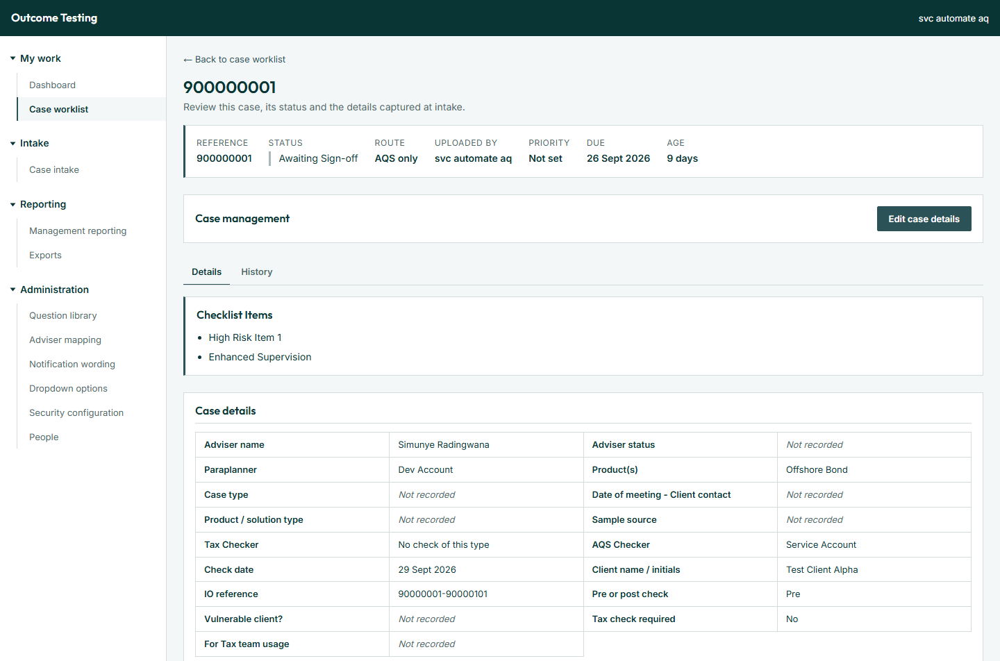 Outcome Testing
svc automate aq
My work
Dashboard
Case worklist
Intake
Case intake
Reporting
Management reporting
Exports
Administration
Question library
Adviser mapping
Notification wording
Dropdown options
Security configuration
People
← Back to case worklist
900000001
Review this case, its status and the details captured at intake.
REFERENCE STATUS ROUTE UPLOADED BY PRIORITY DUE AGE
900000001 Awaiting Sign-off AQS only svc automate aq Not set 26 Sept 2026 9 days
Case management
Edit case details
Details History
Checklist Items
• High Risk Item 1
• Enhanced Supervision
Case details
Adviser name Simunye Radingwana Adviser status Not recorded
Paraplanner Dev Account Product(s) Offshore Bond
Case type Not recorded Date of meeting - Client contact Not recorded
Product / solution type Not recorded Sample source Not recorded
Tax Checker No check of this type AQS Checker Service Account
Check date 29 Sept 2026 Client name / initials Test Client Alpha
IO reference 90000001-90000101 Pre or post check Pre
Vulnerable client? Not recorded Tax check required No
For Tax team usage Not recorded